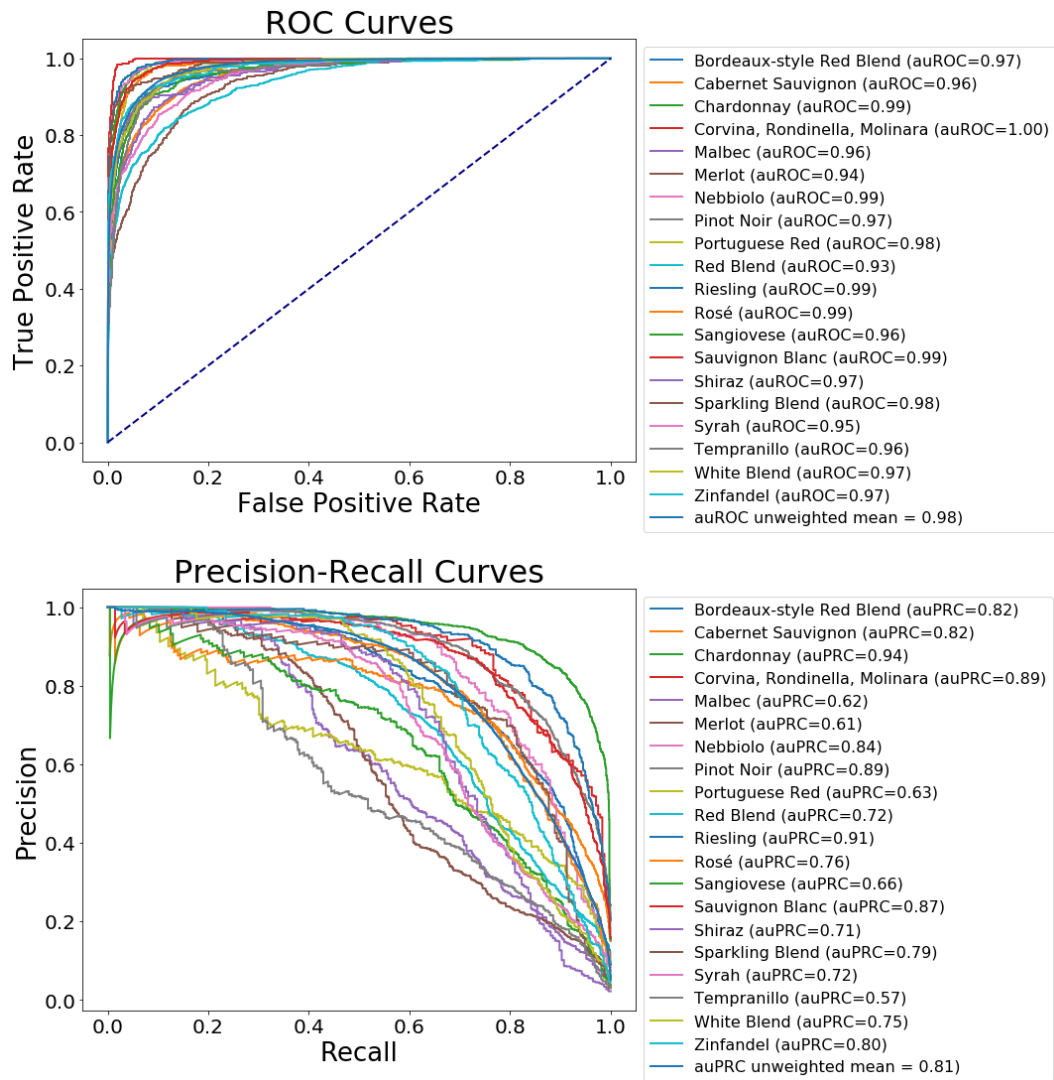 ROC Curves
1.0
0.8
0.6
0.4
0.2
0.0
True Positive Rate
0.0 0.2 0.4 0.6 0.8 1.0
False Positive Rate
Bordeaux-style Red Blend (auROC=0.97)
Cabernet Sauvignon (auROC=0.96)
Chardonnay (auROC=0.99)
Corvina, Rondinella, Molinara (auROC=1.00)
Malbec (auROC=0.96)
Merlot (auROC=0.94)
Nebbiolo (auROC=0.99)
Pinot Noir (auROC=0.97)
Portuguese Red (auROC=0.98)
Red Blend (auROC=0.93)
Riesling (auROC=0.99)
Rosé (auROC=0.99)
Sangiovese (auROC=0.96)
Sauvignon Blanc (auROC=0.99)
Shiraz (auROC=0.97)
Sparkling Blend (auROC=0.98)
Syrah (auROC=0.95)
Tempranillo (auROC=0.96)
White Blend (auROC=0.97)
Zinfandel (auROC=0.97)
auROC unweighted mean = 0.98)
Precision-Recall Curves
1.0
0.8
0.6
0.4
0.2
0.0
Precision
0.0 0.2 0.4 0.6 0.8 1.0
Recall
Bordeaux-style Red Blend (auPRC=0.82)
Cabernet Sauvignon (auPRC=0.82)
Chardonnay (auPRC=0.94)
Corvina, Rondinella, Molinara (auPRC=0.89)
Malbec (auPRC=0.62)
Merlot (auPRC=0.61)
Nebbiolo (auPRC=0.84)
Pinot Noir (auPRC=0.89)
Portuguese Red (auPRC=0.63)
Red Blend (auPRC=0.72)
Riesling (auPRC=0.91)
Rosé (auPRC=0.76)
Sangiovese (auPRC=0.66)
Sauvignon Blanc (auPRC=0.87)
Shiraz (auPRC=0.71)
Sparkling Blend (auPRC=0.79)
Syrah (auPRC=0.72)
Tempranillo (auPRC=0.57)
White Blend (auPRC=0.75)
Zinfandel (auPRC=0.80)
auPRC unweighted mean = 0.81)